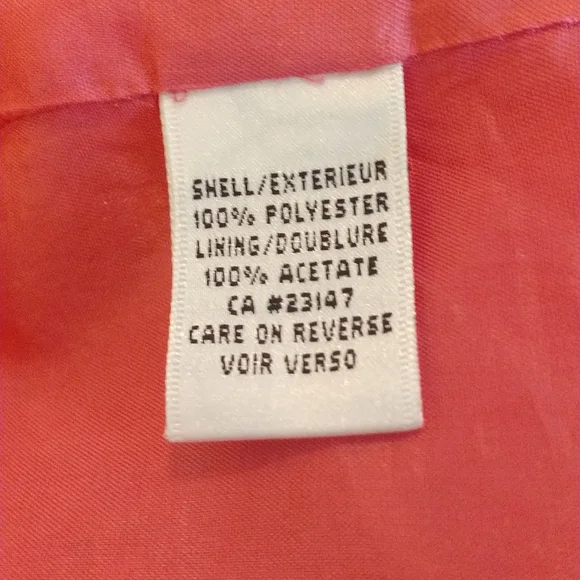 SHELL/EXTERIEUR
100% POLYESTER
LINING/DOUBLURE
100% ACETATE
CA #23147
CARE ON REVERSE
VOIR VERSO